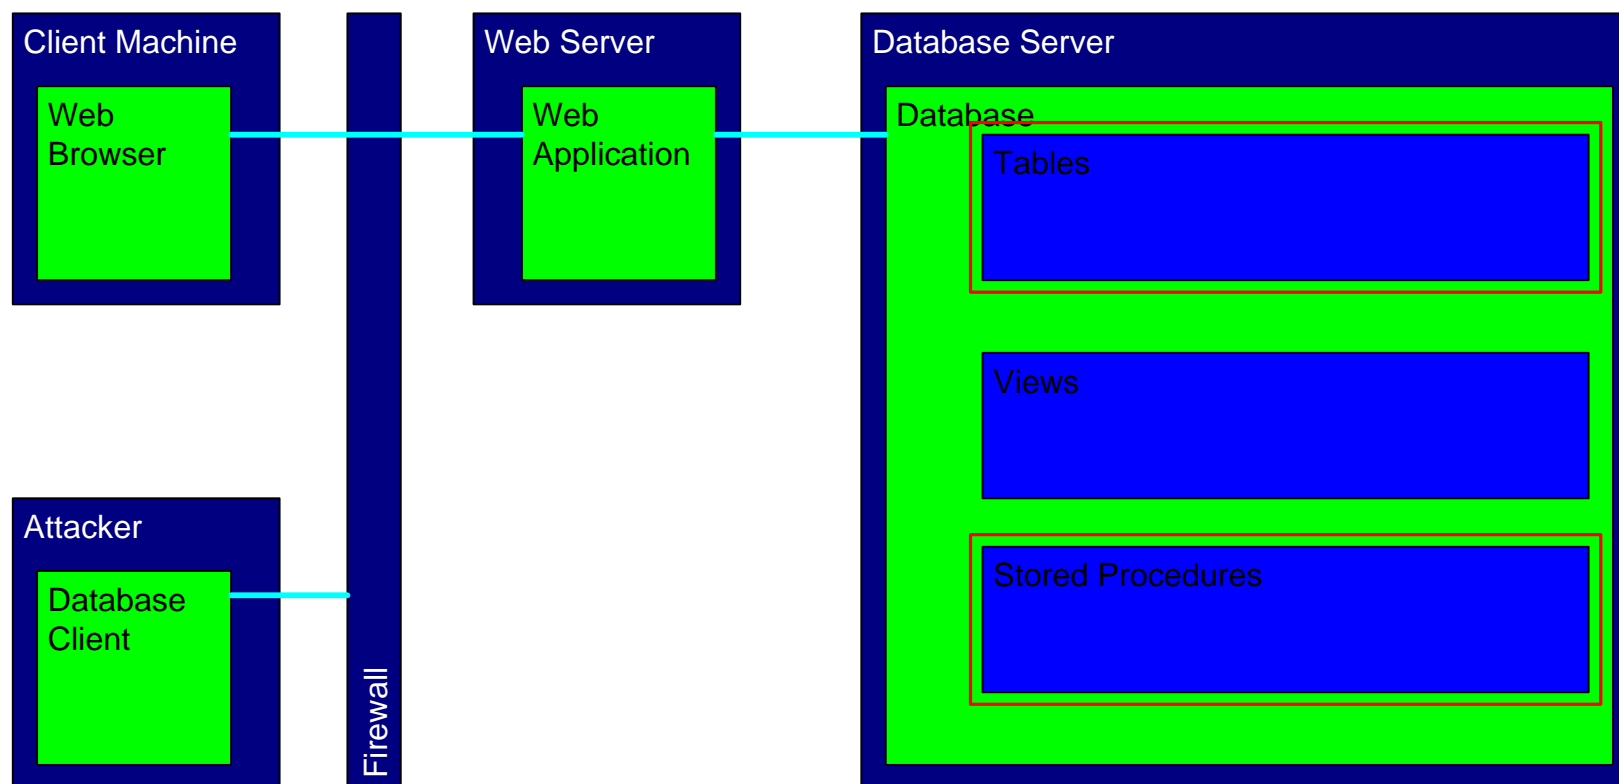 Client Machine
Web
Browser
Web Server
Web
Application
Database Server
Database
Tables
Views
Stored Procedures
Attacker
Database
Client
Firewall